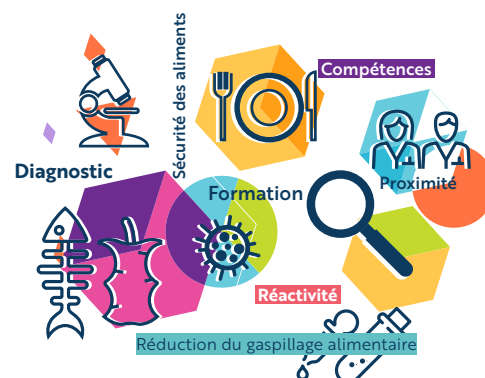 Sécurité des aliments
Compétences
Diagnostic
Proximité
Formation
Réactivité
Réduction du gaspillage alimentaire